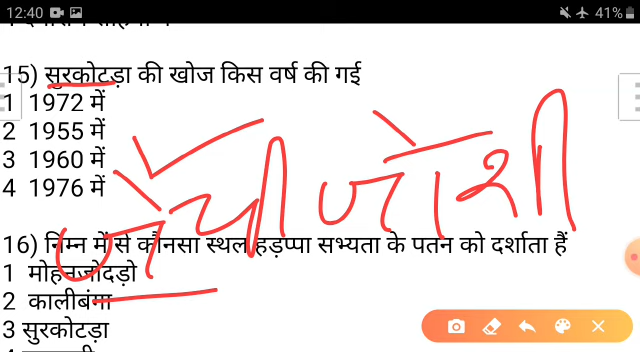 12:40 41%
15) सुरकोटड़ा की खोज किस वर्ष की गई
1 1972 में
2 1955 में
3 1960 में
4 1976 में
जेपी जोशी
16) निम्न में से कौनसा स्थल हड़प्पा सभ्यता के पतन को दर्शाता हैं
1 मोहनजोदड़ो
2 कालीबंगा
3 सुरकोटड़ा